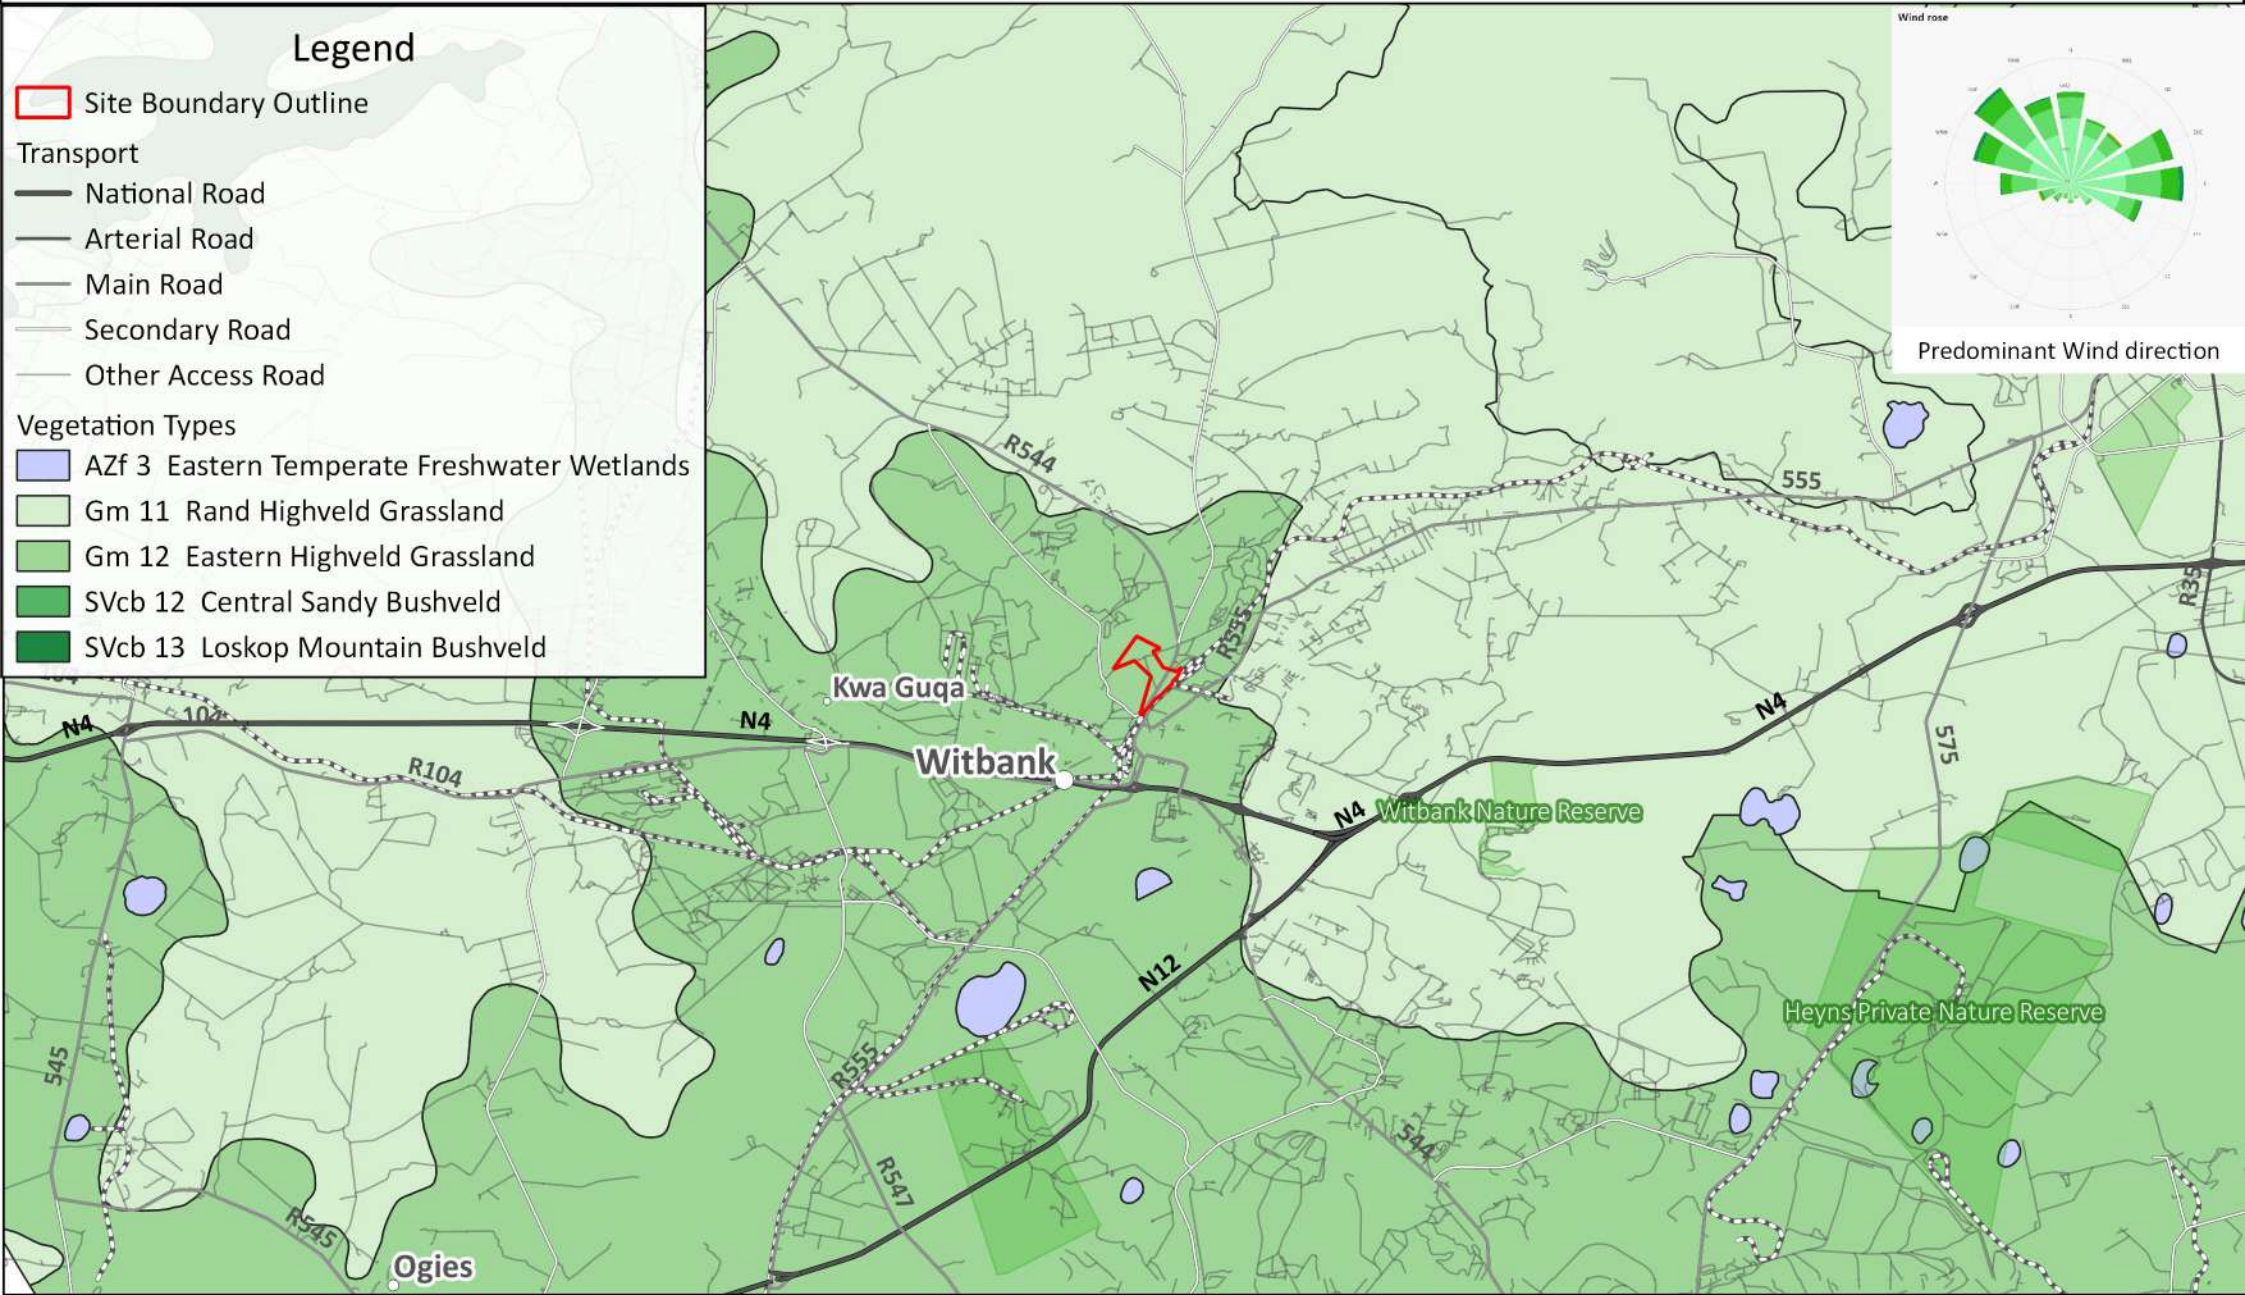 Legend
Site Boundary Outline
Transport
National Road
Arterial Road
Main Road
Secondary Road
Other Access Road
Vegetation Types
AZf 3 Eastern Temperate Freshwater Wetlands
Gm 11 Rand Highveld Grassland
Gm 12 Eastern Highveld Grassland
SVcb 12 Central Sandy Bushveld
SVcb 13 Loskop Mountain Bushveld
Wind rose
Predominant Wind direction
R544
555
R35
R555
Kwa Guqa
N4
104
N4
N4
575
Witbank
R104
N4
Witbank Nature Reserve
N12
Heyns Private Nature Reserve
545
R555
544
R547
R545
Ogies